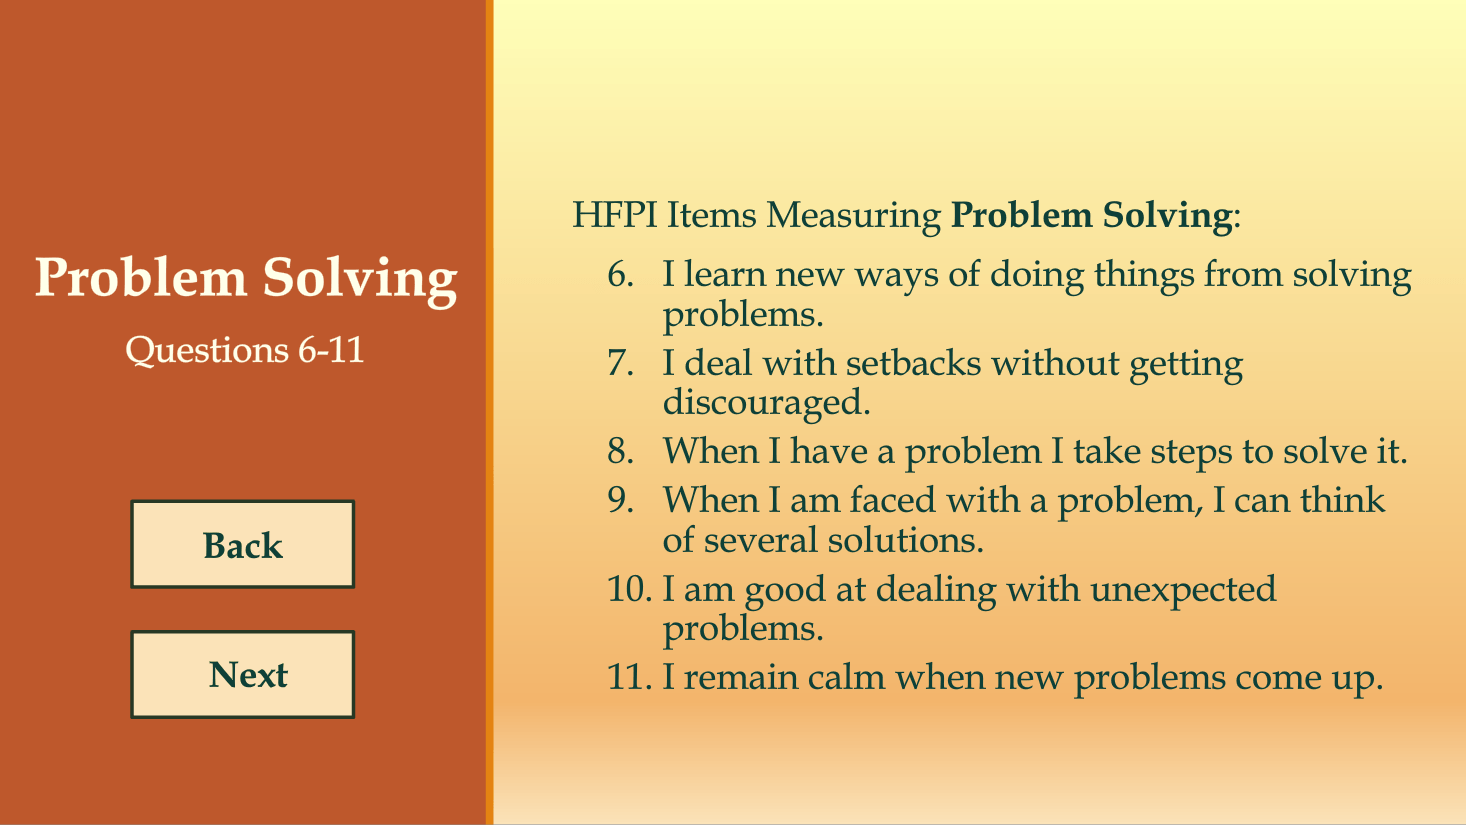 Problem Solving
Questions 6-11
Back
Next
HFPI Items Measuring Problem Solving:
6. I learn new ways of doing things from solving
problems.
7. I deal with setbacks without getting
discouraged.
8. When I have a problem I take steps to solve it.
9. When I am faced with a problem, I can think
of several solutions.
10. I am good at dealing with unexpected
problems.
11. I remain calm when new problems come up.